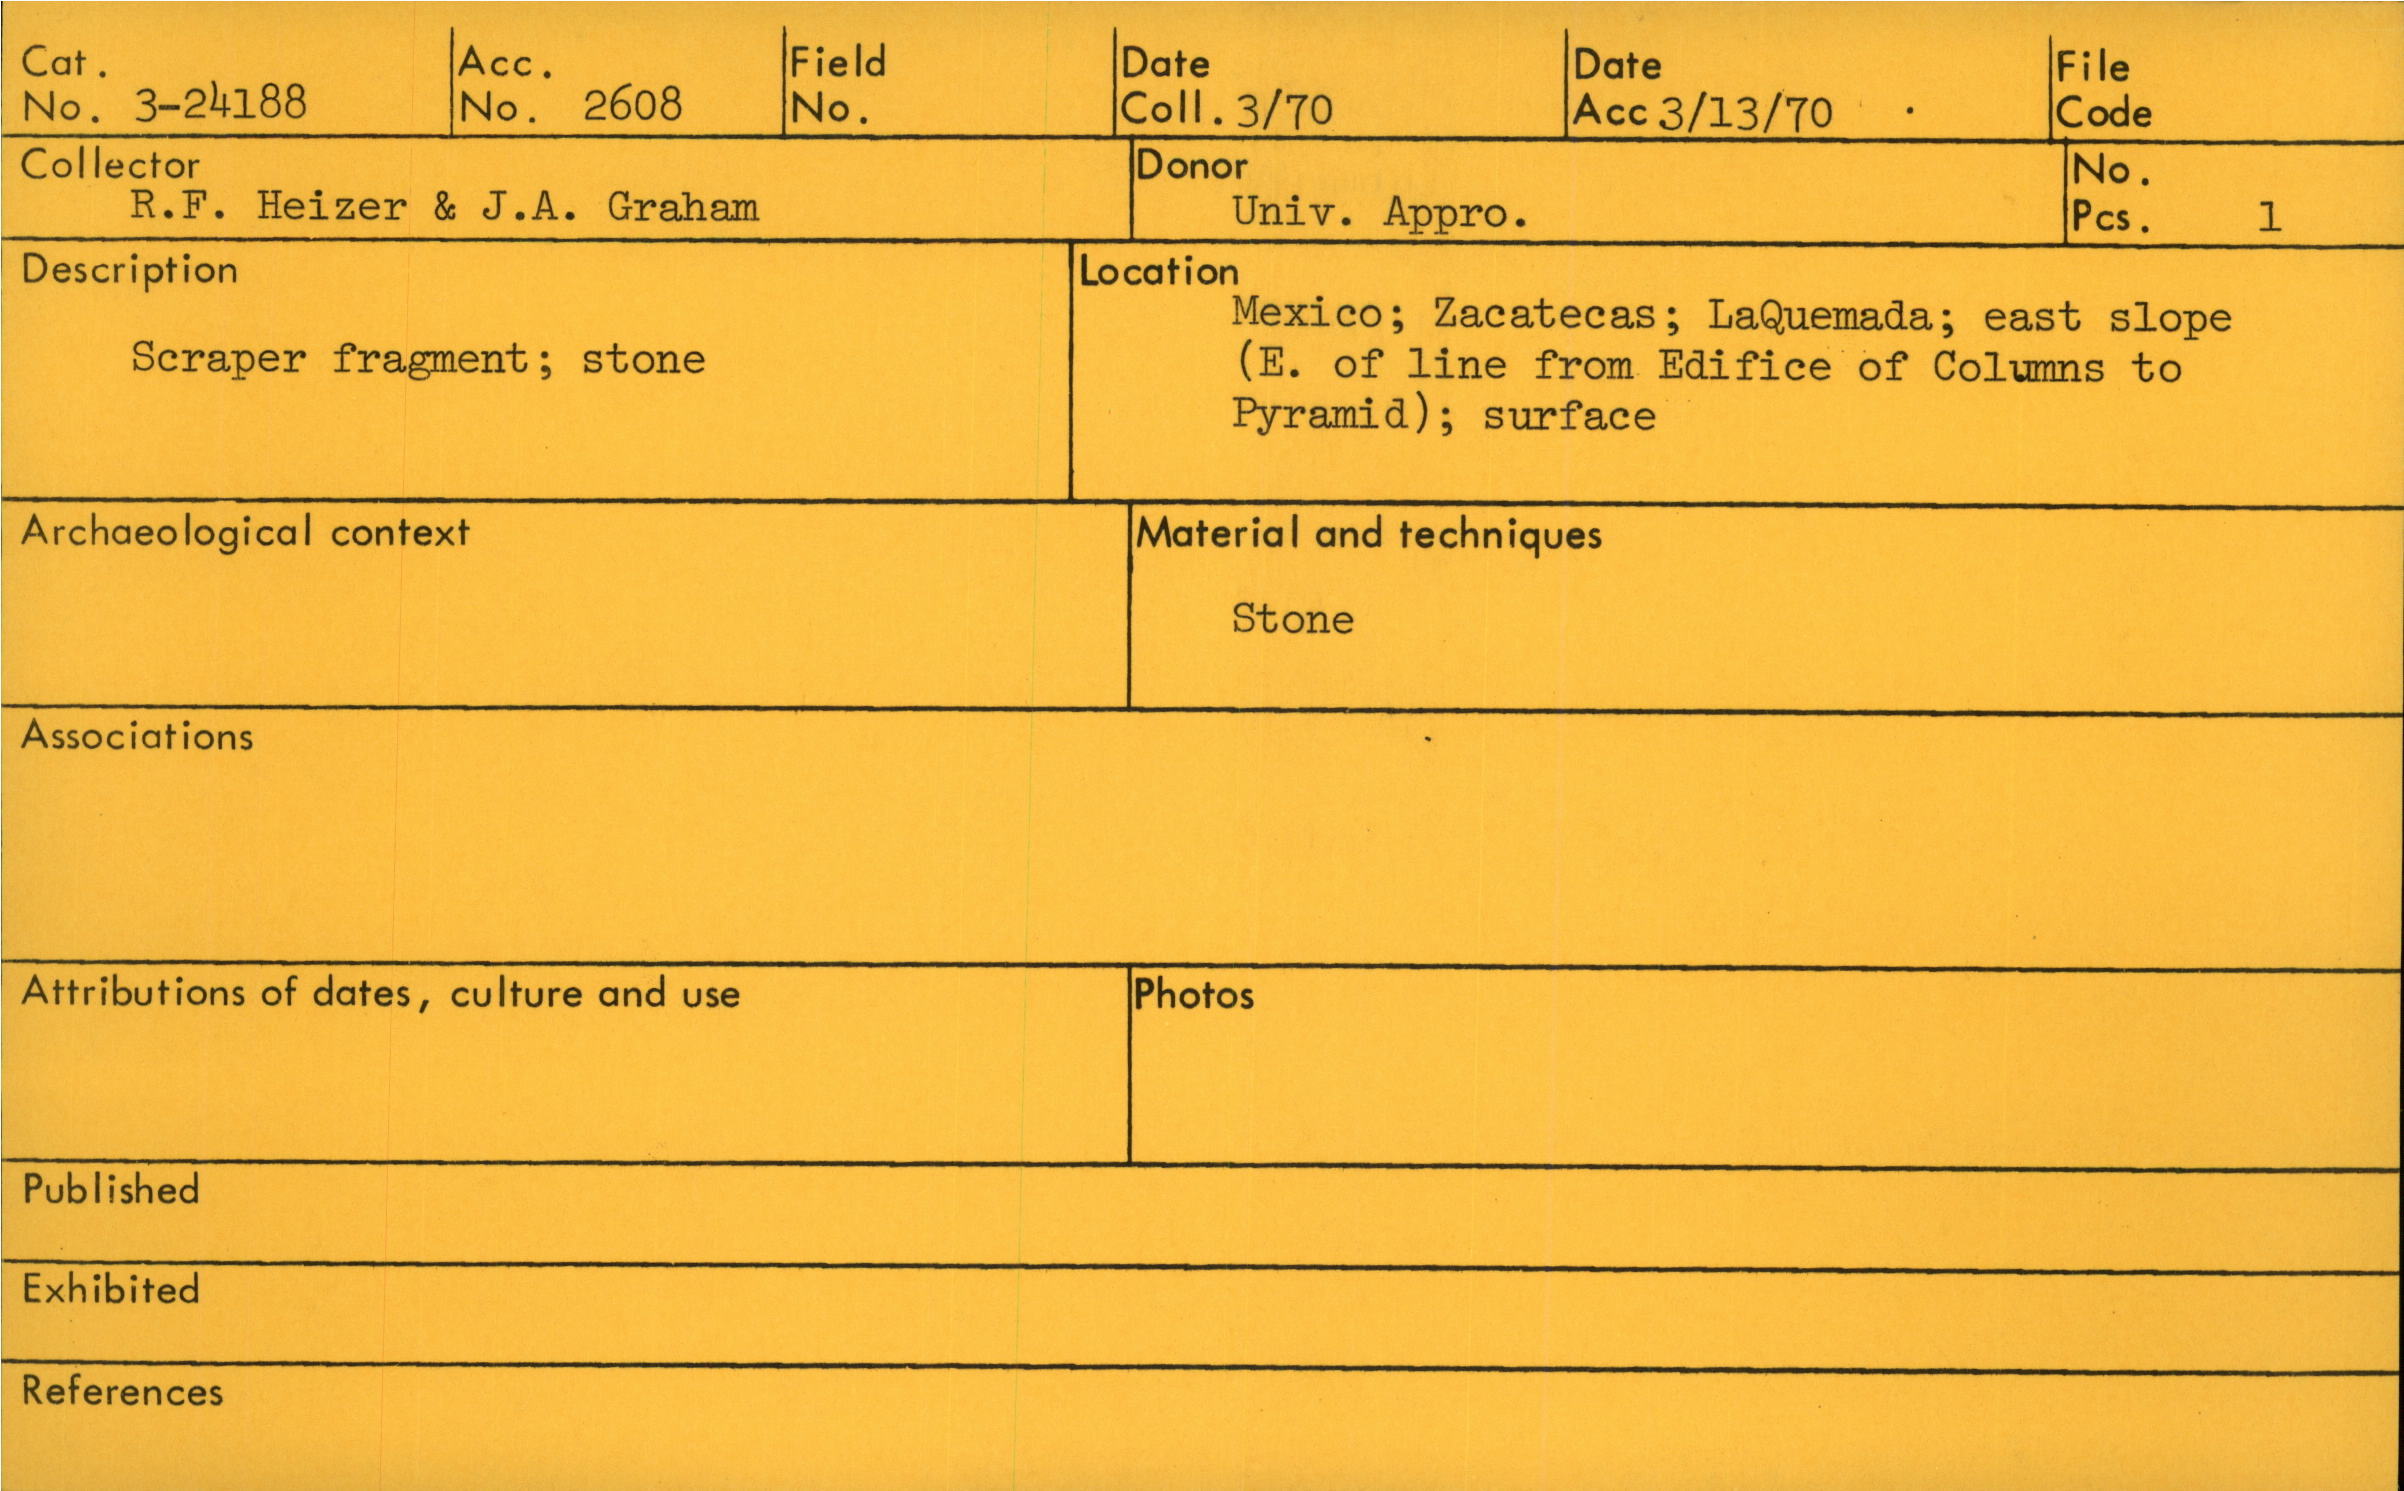 Cat. No. 3-24188
Acc. No. 2608
Field No.
Date Coll. 3/70
Date Acc 3/13/70
File Code
Collector
R.F. Heizer & J.A. Graham
Donor
Univ. Appro.
No. Pcs. 1
Description
Scraper fragment; stone
Location
Mexico; Zacatecas; LaQuemada; east slope
(E. of line from Edifice of Columns to
Pyramid); surface
Archaeological context
Material and techniques
Stone
Associations
Attributions of dates, culture and use
Photos
Published
Exhibited
References